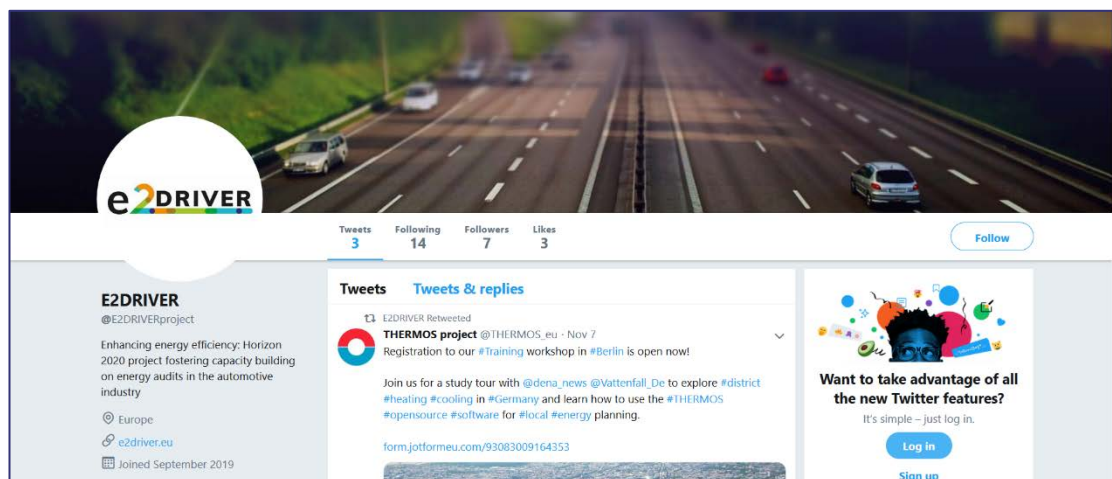 e2DRIVER
Tweets
3
Following
14
Followers
7
Likes
3
Follow
E2DRIVER
@E2DRIVERproject
Enhancing energy efficiency: Horizon
2020 project fostering capacity building
on energy audits in the automotive
industry
Europe
e2driver.eu
Joined September 2019
Tweets Tweets & replies
E2DRIVER Retweeted
THERMOS project @THERMOS_eu · Nov 7
Registration to our #Training workshop in #Berlin is open now!
Join us for a study tour with @dena_news @Vattenfall_De to explore #district
#heating #cooling in #Germany and learn how to use the #THERMOS
#opensource #software for #local #energy planning.
form.jotformeu.com/93083009164353
Want to take advantage of all
the new Twitter features?
It's simple – just log in.
Log in
Sign up